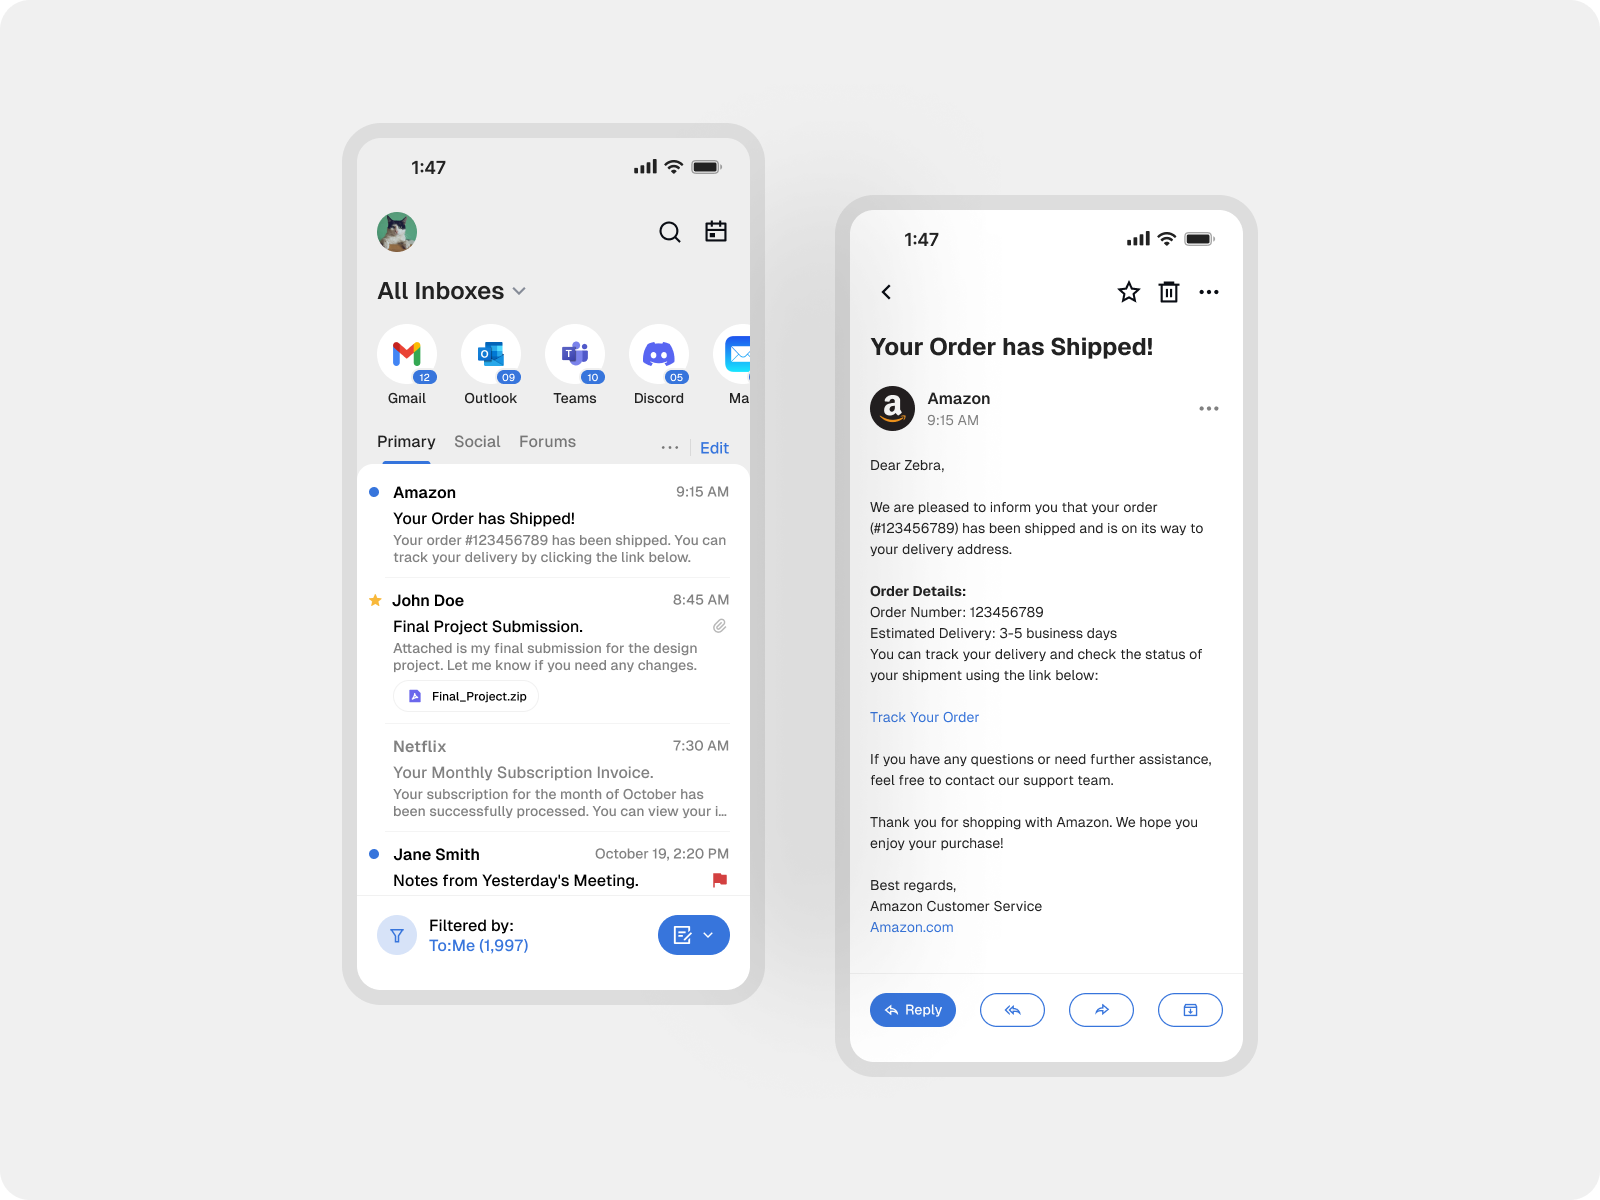 1:47
All Inboxes
12
09
10
05
Gmail
Outlook
Teams
Discord
Ma
Primary
Social
Forums
Edit
Amazon
9:15 AM
Your Order has Shipped!
Your order #123456789 has been shipped. You can
track your delivery by clicking the link below.
John Doe
8:45 AM
Final Project Submission.
Attached is my final submission for the design
project. Let me know if you need any changes.
Final_Project.zip
Netflix
7:30 AM
Your Monthly Subscription Invoice.
Your subscription for the month of October has
been successfully processed. You can view your i...
Jane Smith
October 19, 2:20 PM
Notes from Yesterday's Meeting.
Filtered by:
To:Me (1,997)
1:47
Your Order has Shipped!
Amazon
9:15 AM
Dear Zebra,
We are pleased to inform you that your order
(#123456789) has been shipped and is on its way to
your delivery address.
Order Details:
Order Number: 123456789
Estimated Delivery: 3-5 business days
You can track your delivery and check the status of
your shipment using the link below:
Track Your Order
If you have any questions or need further assistance,
feel free to contact our support team.
Thank you for shopping with Amazon. We hope you
enjoy your purchase!
Best regards,
Amazon Customer Service
Amazon.com
Reply